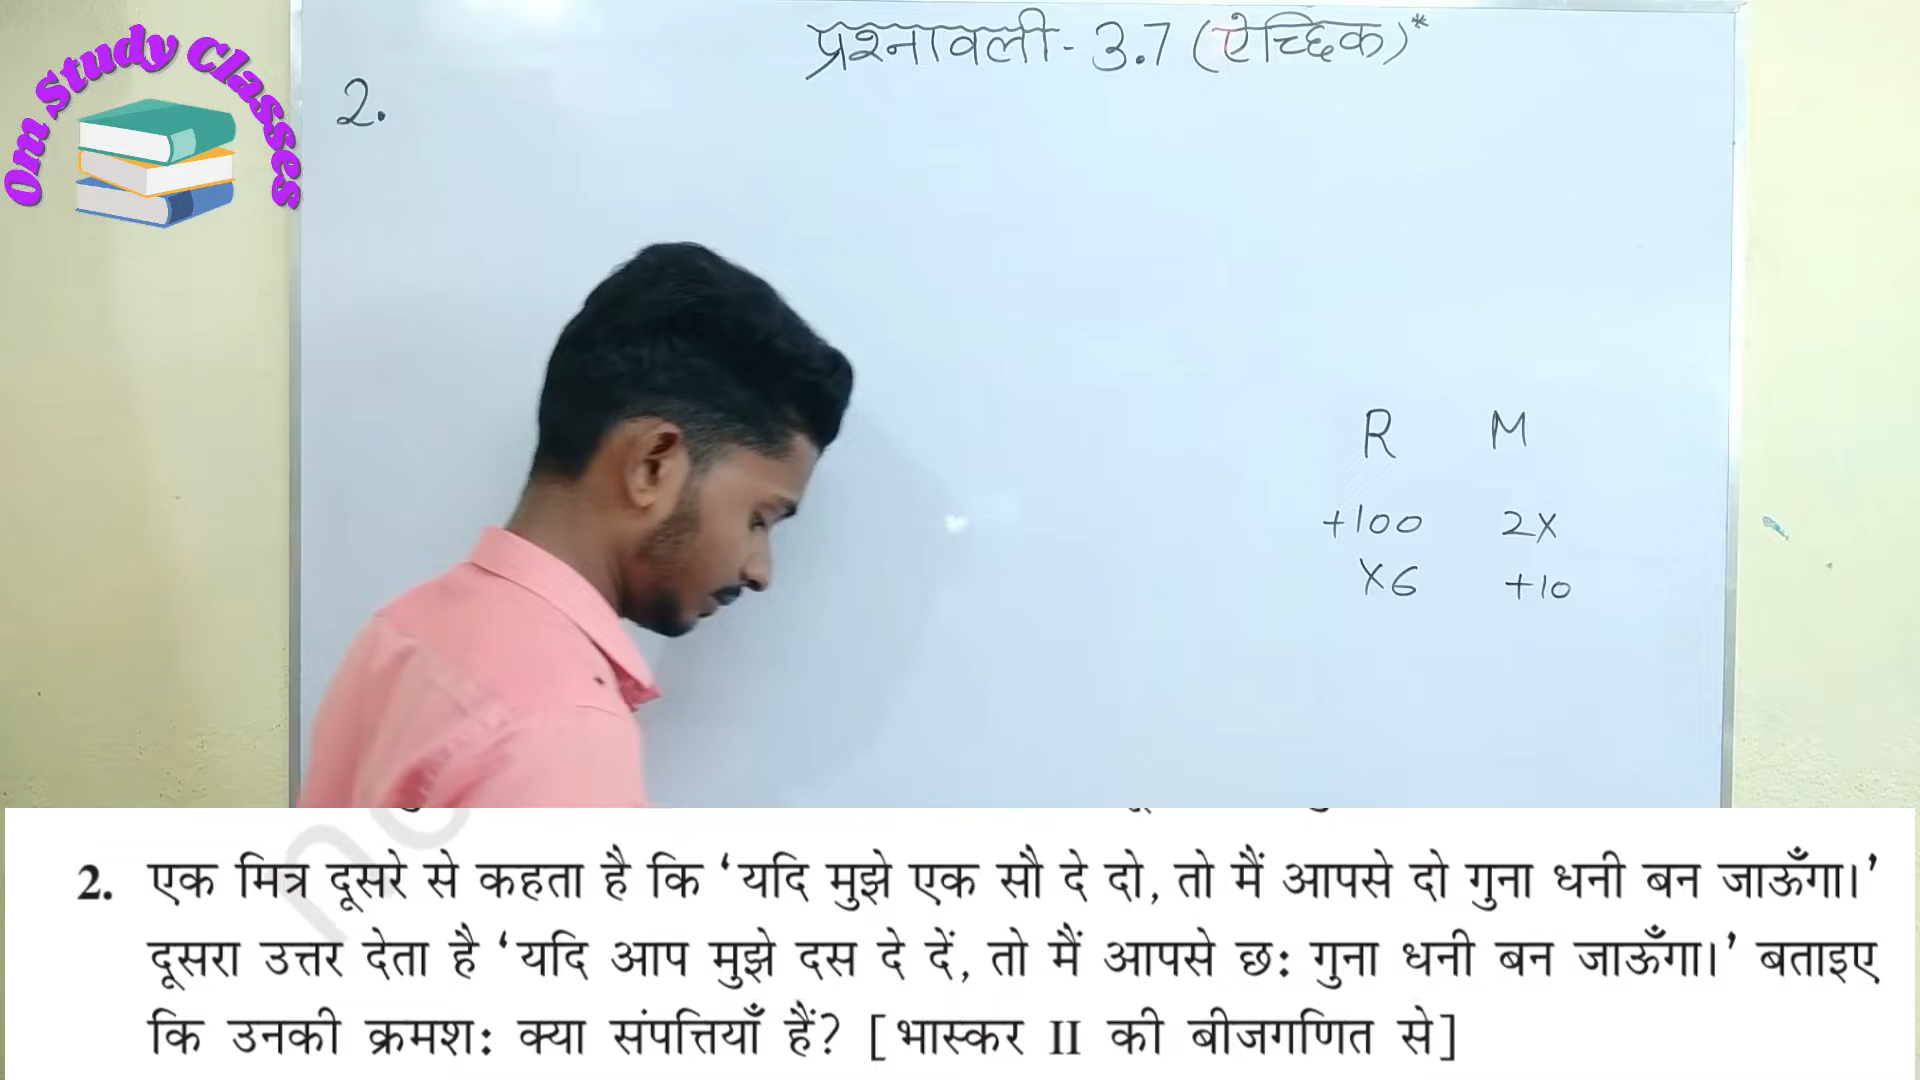 Om Study Classes
प्रश्नावली - 3.7 (ऐच्छिक)*
2.
R M
+100 2x
x6 +10
2. एक मित्र दूसरे से कहता है कि ‘यदि मुझे एक सौ दे दो, तो मैं आपसे दो गुना धनी बन जाऊँगा।’
दूसरा उत्तर देता है ‘यदि आप मुझे दस दे दें, तो मैं आपसे छः गुना धनी बन जाऊँगा।’ बताइए
कि उनकी क्रमशः क्या संपत्तियाँ हैं? [भास्कर II की बीजगणित से]